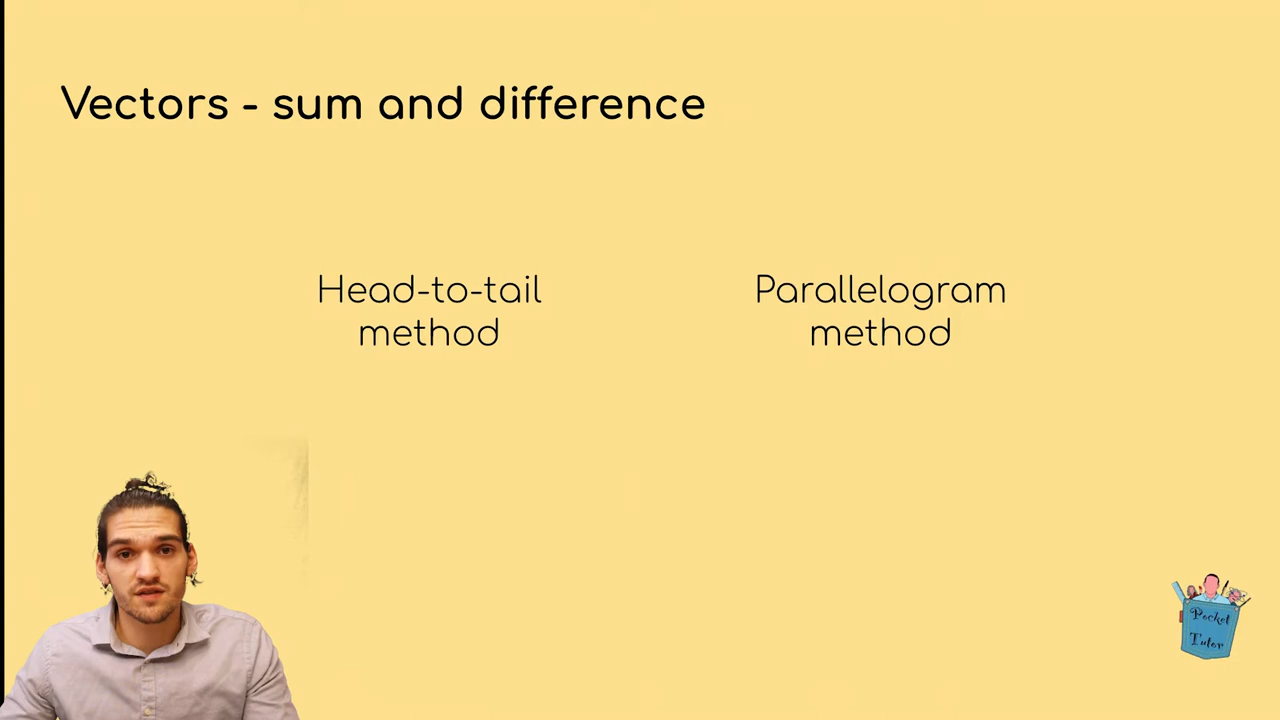 Vectors - sum and difference
Head-to-tail
method
Parallelogram
method
Pocket
Tutor